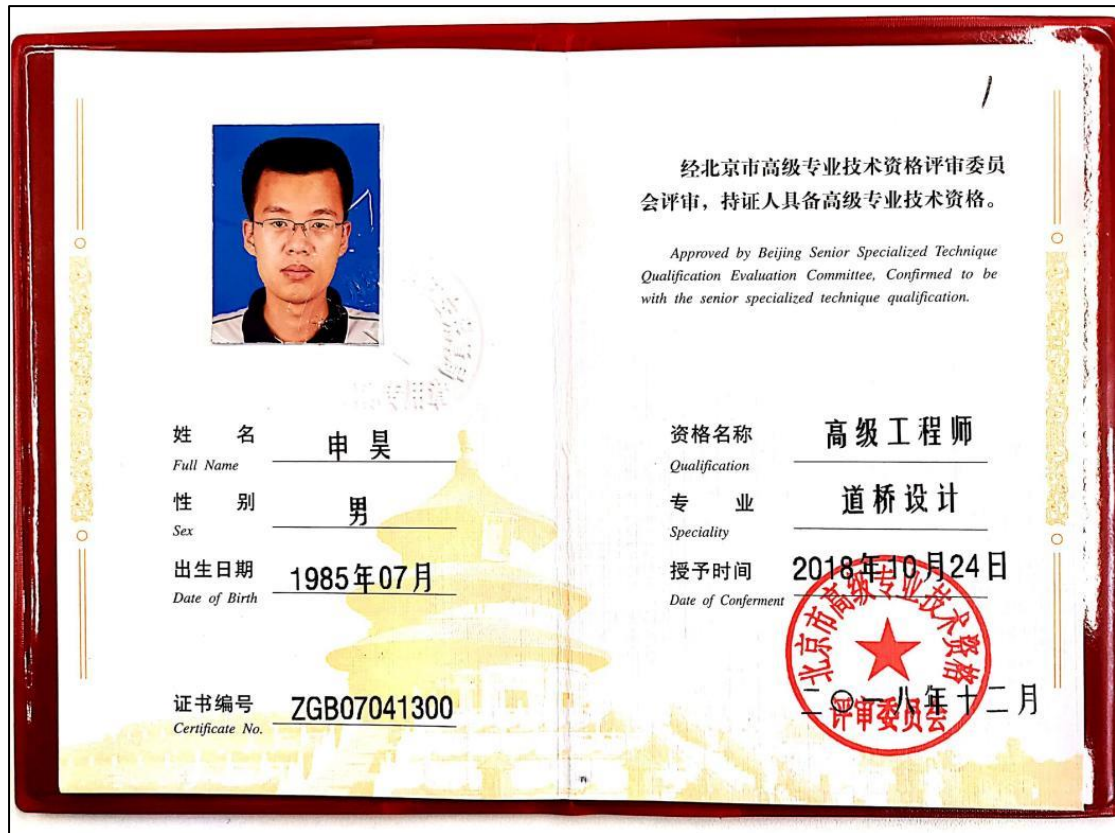 姓名 申昊
Full Name
性别 男
Sex
出生日期 1985年07月
Date of Birth
证书编号 ZGB07041300
Certificate No.
经北京市高级专业技术资格评审委员
会评审，持证人具备高级专业技术资格。
Approved by Beijing Senior Specialized Technique
Qualification Evaluation Committee, Confirmed to be
with the senior specialized technique qualification.
资格名称 高级工程师
Qualification
专业 道桥设计
Speciality
授予时间 2018年10月24日
Date of Conferment
北京市高级专业技术资格
评审委员会
二〇一八年十二月